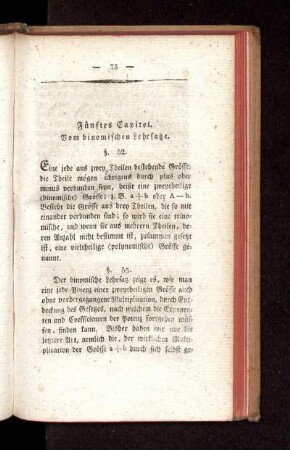 — 73 —
Fünftes Capitel.
Vom binomischen Lehrsatze.
§. 52.
Eine jede aus zwey Theilen bestehende Grösse;
die Theile mögen übrigens durch plus oder
minus verbunden seyn, heißt eine zweytheilige
(binomische) Grösse; z. B. a+b oder A—b.
Besteht die Grösse aus drey Theilen, die so mit
einander verbunden sind; so wird sie eine trino-
mische, und wenn sie aus mehreren Theilen, de-
ren Anzahl nicht bestimmt ist, zusammen gesetzt
ist, eine vieltheilige (polynomische) Grösse ge-
nannt.
§. 53.
Der binomische Lehrsatz zeigt es, wie man
eine jede Potenz einer zweytheiligen Grösse auch
ohne vorhergegangene Multiplication, durch Ent-
deckung des Gesetzes, nach welchem die Exponen-
ten und Coefficienten der Potenz fortgehen müs-
sen, finden kann. Bisher haben wir nur die
letztere Art, nemlich die, der wirklichen Multi-
plication der Grösse a+b durch sich selbst ge-